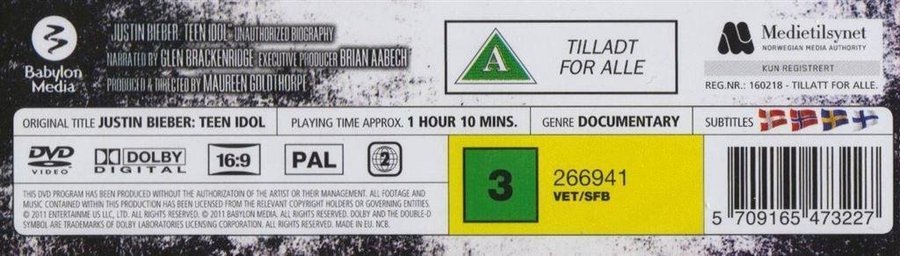 Babylon
Media
"JUSTIN BIEBER: TEEN IDOL" UNAUTHORIZED BIOGRAPHY
NARRATED BY GLEN BRACKENRIDGE EXECUTIVE PRODUCER BRIAN AABECH
PRODUCED & DIRECTED BY MAUREEN GOLDTHORPE
A
TILLADT
FOR ALLE
Medietilsynet
NORWEGIAN MEDIA AUTHORITY
KUN REGISTRERT
REG.NR.: 160218 - TILLATT FOR ALLE.
ORIGINAL TITLE JUSTIN BIEBER: TEEN IDOL
PLAYING TIME APPROX. 1 HOUR 10 MINS.
GENRE DOCUMENTARY
SUBTITLES
DVD
VIDEO
DOLBY
DIGITAL
16:9
PAL
2
THIS DVD PROGRAM HAS BEEN PRODUCED WITHOUT THE AUTHORIZATOIN OF THE ARTIST OR THEIR MANAGEMENT. ALL FOOTAGE AND
MUSIC CONTAINED WITHIN THIS PROGRAM HAS BEEN LICENSED FROM THE RELEVANT COPYRIGHT HOLDERS OR GOVERNING ENTITIES.
© 2011 ENTERTAINME US LLC, LTD. ALL RIGHTS RESERVED. © 2011 BABYLON MEDIA. ALL RIGHTS RESERVED. DOLBY AND THE DOUBLE-D
SYMBOL ARE TRADEMARKS OF DOLBY LABORATORIES LICENSING CORPORATION. ALL RIGHTS RESERVED. MADE IN EU. NCB.
3
266941
VET/SFB
5 709165 473227